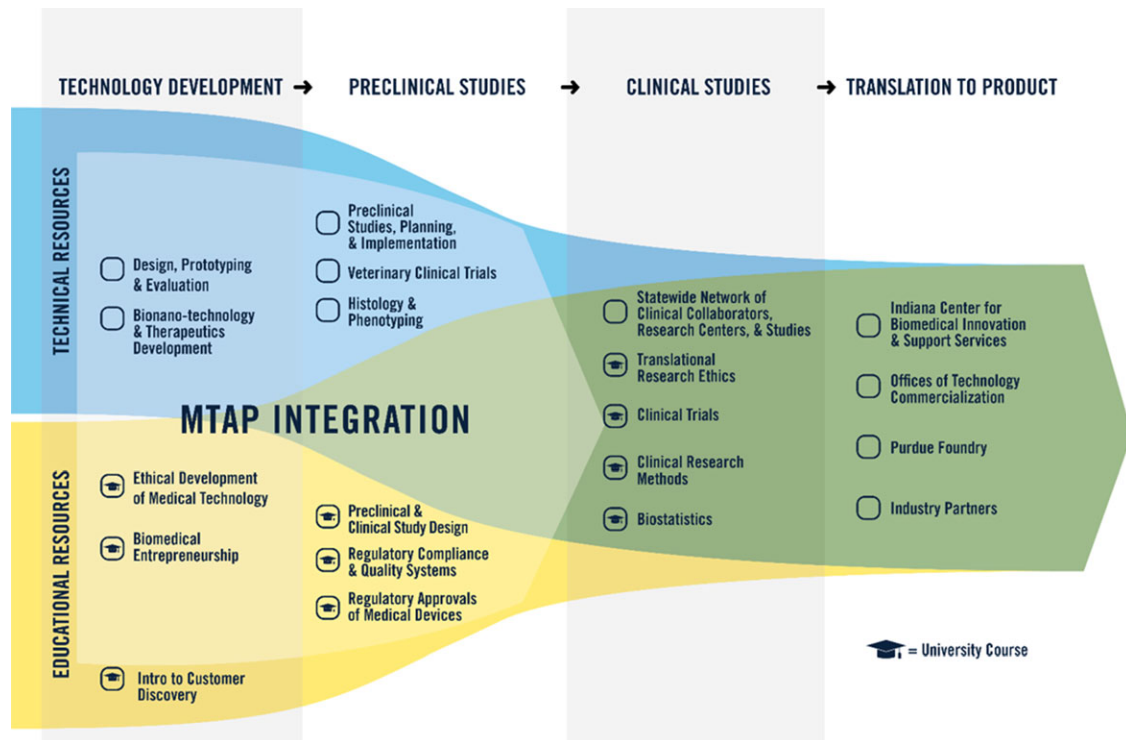 TECHNOLOGY DEVELOPMENT → PRECLINICAL STUDIES → CLINICAL STUDIES → TRANSLATION TO PRODUCT
TECHNICAL RESOURCES
Design, Prototyping
& Evaluation
Bionano-technology
& Therapeutics
Development
Preclinical
Studies, Planning,
& Implementation
Veterinary Clinical Trials
Histology &
Phenotyping
MTAP INTEGRATION
EDUCATIONAL RESOURCES
Ethical Development
of Medical Technology
Biomedical
Entrepreneurship
Intro to Customer
Discovery
Preclinical &
Clinical Study Design
Regulatory Compliance
& Quality Systems
Regulatory Approvals
of Medical Devices
Statewide Network of
Clinical Collaborators,
Research Centers, & Studies
Translational
Research Ethics
Clinical Trials
Clinical Research
Methods
Biostatistics
Indiana Center for
Biomedical Innovation
& Support Services
Offices of Technology
Commercialization
Purdue Foundry
Industry Partners
= University Course